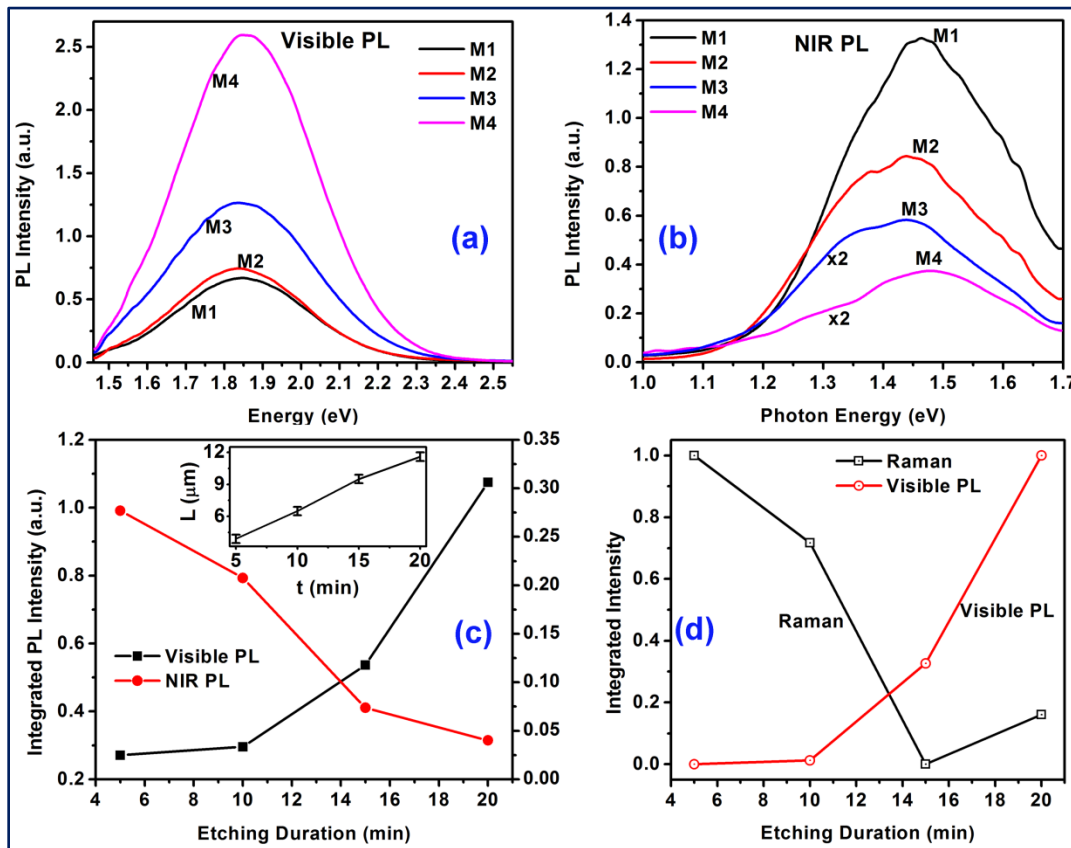 Visible PL
M1
M2
M3
M4
M4
M3
M2
M1
(a)
PL Intensity (a.u.)
2.5
2.0
1.5
1.0
0.5
0.0
1.5 1.6 1.7 1.8 1.9 2.0 2.1 2.2 2.3 2.4 2.5
Energy (eV)
NIR PL
M1
M2
M3
M4
M1
M2
M3
x2
M4
x2
(b)
PL Intensity (a.u.)
1.4
1.2
1.0
0.8
0.6
0.4
0.2
0.0
1.0 1.1 1.2 1.3 1.4 1.5 1.6 1.7
Photon Energy (eV)
Integrated PL Intensity (a.u.)
1.2
1.0
0.8
0.6
0.4
0.2
L (μm)
12
9
6
5 10 15 20
t (min)
Visible PL
NIR PL
(c)
0.35
0.30
0.25
0.20
0.15
0.10
0.05
0.00
4 6 8 10 12 14 16 18 20
Etching Duration (min)
Integrated Intensity
1.0
0.8
0.6
0.4
0.2
0.0
Raman
Visible PL
(d)
Raman
Visible PL
4 6 8 10 12 14 16 18 20
Etching Duration (min)